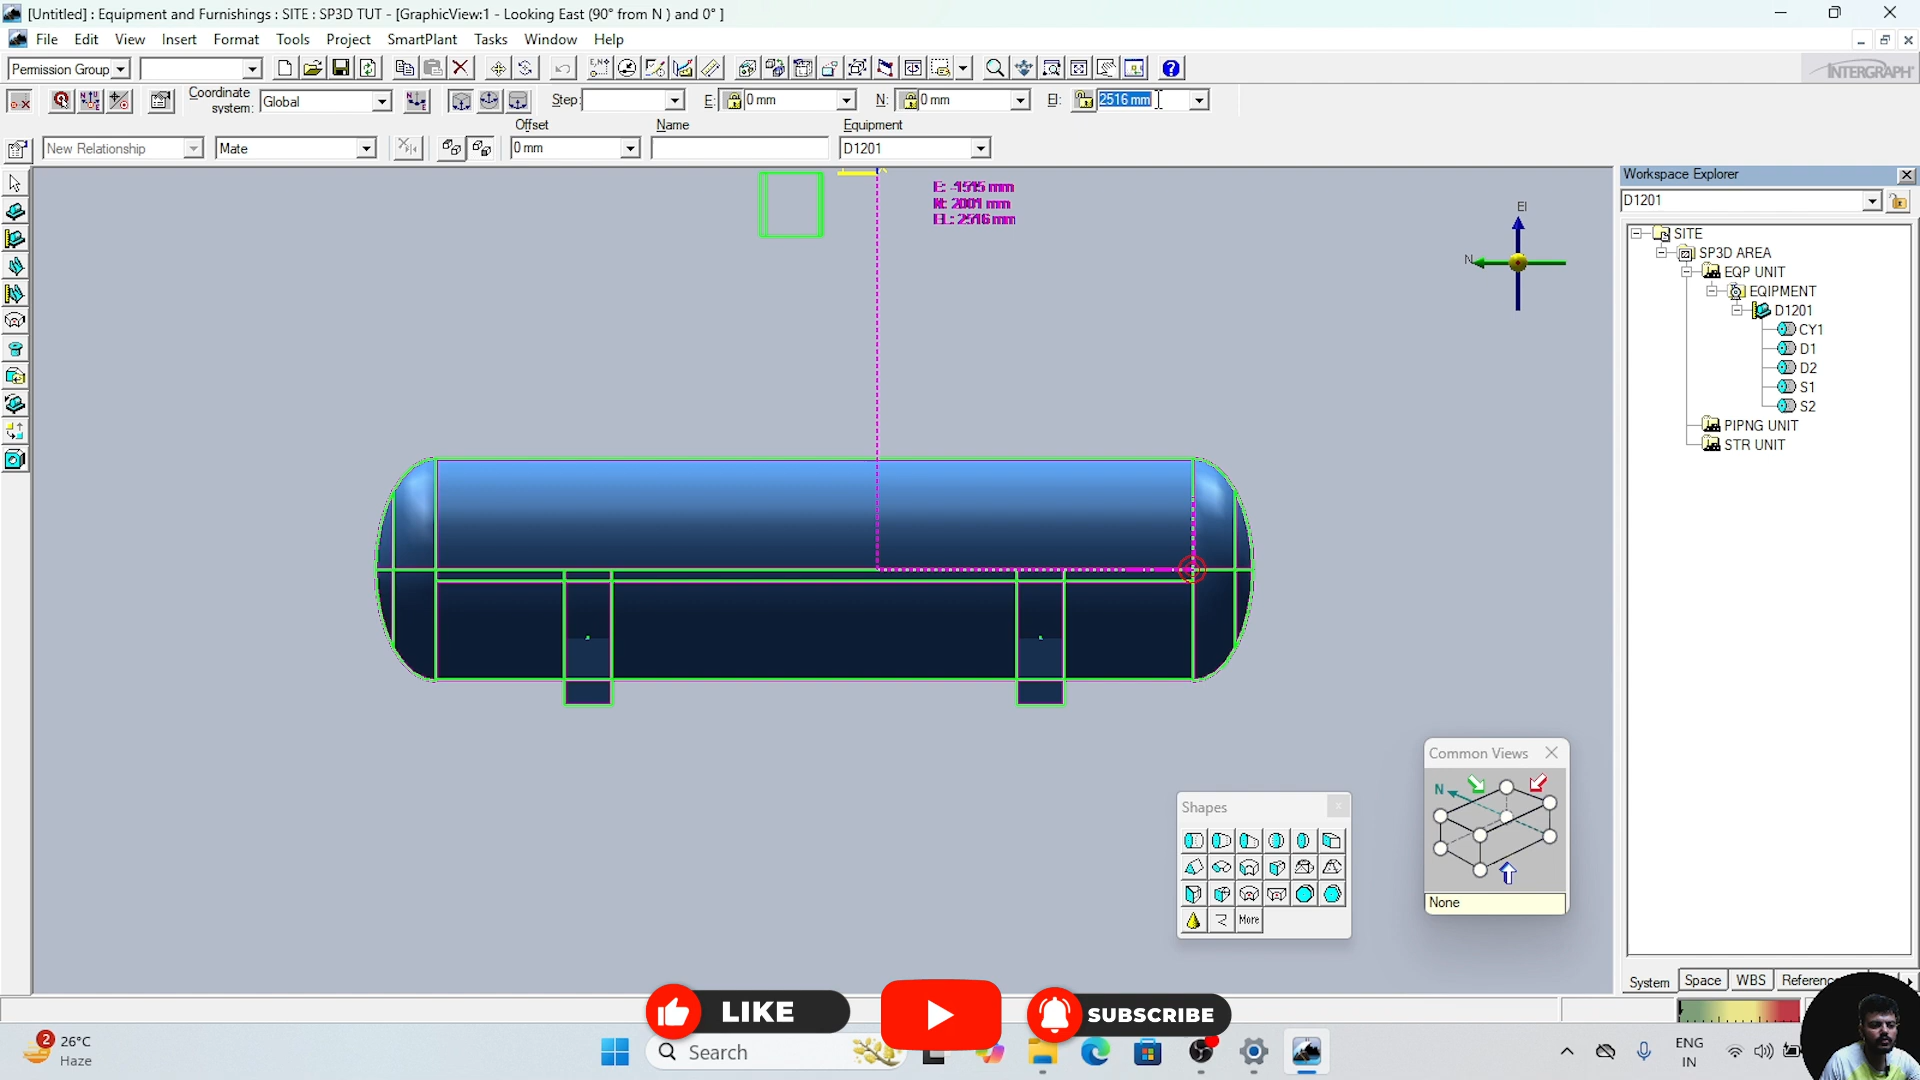 [Untitled] : Equipment and Furnishings : SITE : SP3D TUT - [GraphicView:1 - Looking East (90° from N ) and 0° ]
File Edit View Insert Format Tools Project SmartPlant Tasks Window Help
Permission Group
INTERGRAPH
Coordinate system: Global Step: E: 0 mm N: 0 mm El: 2516 mm
Offset Name Equipment
New Relationship Mate 0 mm D1201
E: -1515 mm
N: 2001 mm
EL: 2516 mm
El
N
Workspace Explorer
D1201
SITE
SP3D AREA
EQP UNIT
EQIPMENT
D1201
CY1
D1
D2
S1
S2
PIPNG UNIT
STR UNIT
Common Views
N
None
Shapes
More
System Space WBS Referenc
LIKE SUBSCRIBE
2
26°C
Haze
Search
ENG
IN